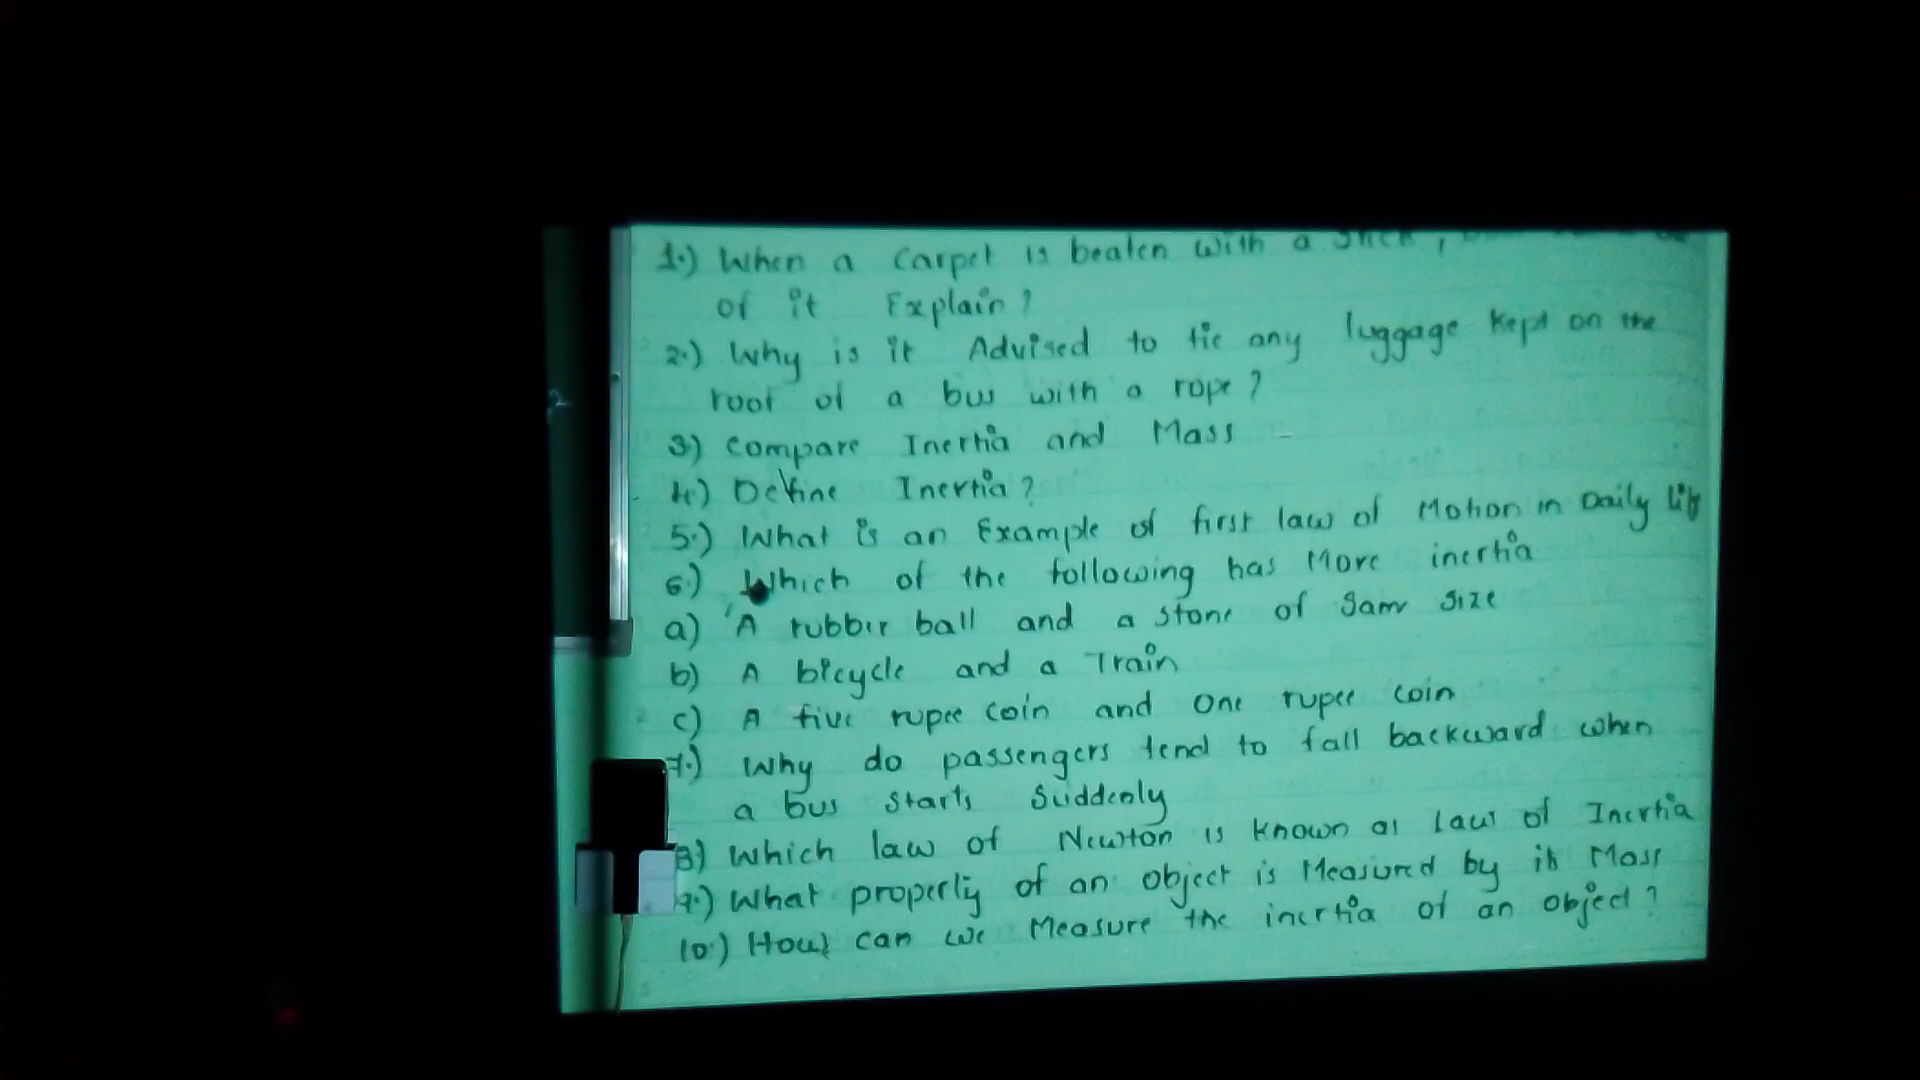 1.) When a Carpet is beaten with a stick,
of it Explain?
2.) Why is it Advised to tie any luggage kept on the
roof of a bus with a rope?
3.) compare Inertia and Mass
4.) Define Inertia?
5.) What is an Example of first law of Motion in Daily life
6.) Which of the following has More inertia
a) A rubber ball and a stone of Same Size
b) A bicycle and a Train
c) A five rupee coin and one rupee coin
7.) Why do passengers tend to fall backward when
a bus starts Suddenly
8.) Which law of Newton is known as law of Inertia
9.) What property of an object is Measured by its Mass
10.) How can we Measure the inertia of an object?